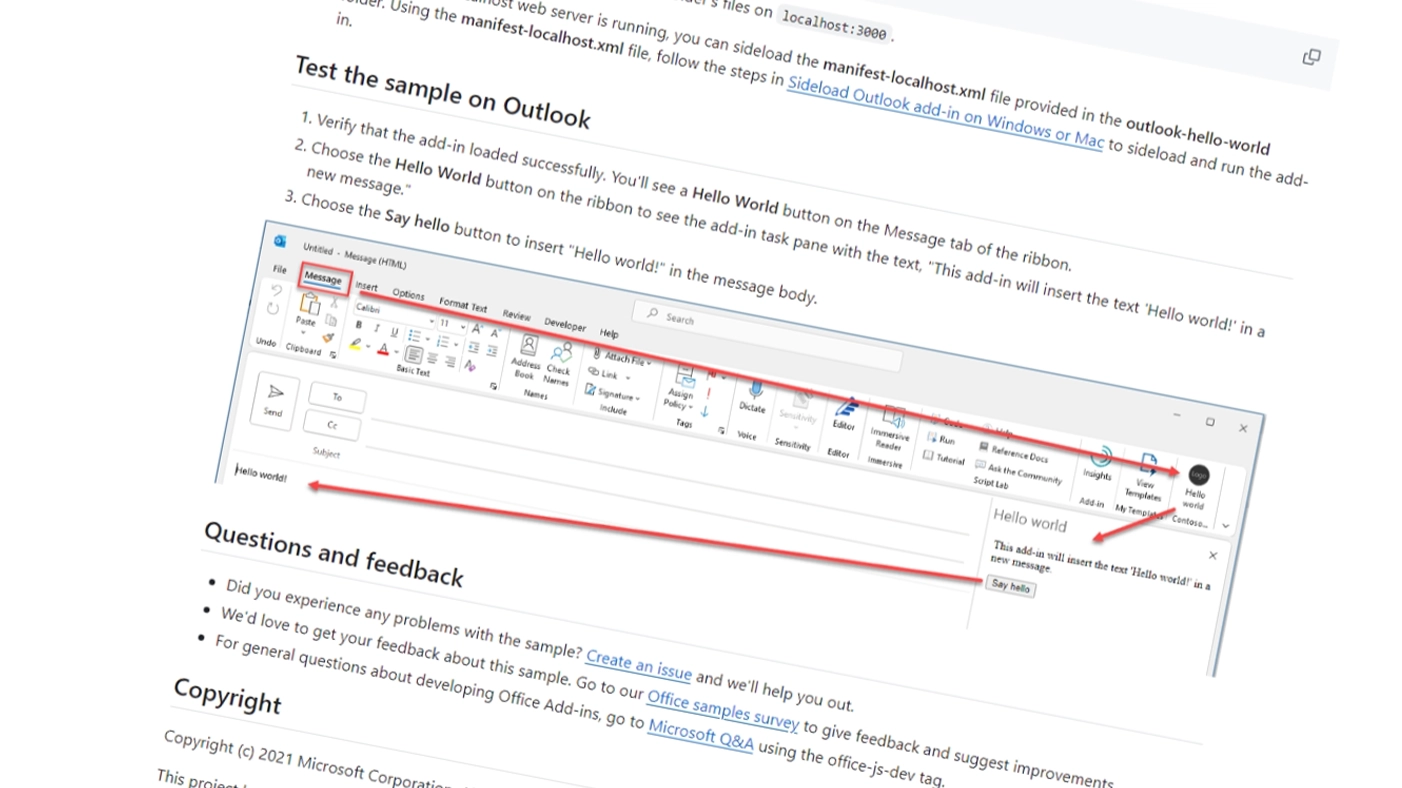 files on localhost:3000.
web server is running, you can sideload the manifest-localhost.xml file provided in the outlook-hello-world
Using the manifest-localhost.xml file, follow the steps in Sideload Outlook add-in on Windows or Mac to sideload and run the add-
in.
Test the sample on Outlook
1. Verify that the add-in loaded successfully. You'll see a Hello World button on the Message tab of the ribbon.
2. Choose the Hello World button on the ribbon to see the add-in task pane with the text, "This add-in will insert the text 'Hello world!' in a
new message."
3. Choose the Say hello button to insert "Hello world!" in the message body.
Untitled - Message (HTML)
Search
File Message Insert Options Format Text Review Developer Help
Undo
Paste
Clipboard
Calibri 11
B I U
Basic Text
Address Book
Check Names
Names
Attach File
Link
Signature
Include
Assign Policy
Tags
Dictate
Voice
Sensitivity
Sensitivity
Editor
Editor
Immersive Reader
Immersive
Run
Tutorial
Help
Reference Docs
Ask the Community
Script Lab
Insights
Add-in
View Templates
My Templa
Logo
Hello world
Contoso...
Send
To
Cc
Subject
Hello world!
Hello world
This add-in will insert the text 'Hello world!' in a
new message.
Say hello
Questions and feedback
• Did you experience any problems with the sample? Create an issue and we'll help you out.
• We'd love to get your feedback about this sample. Go to our Office samples survey to give feedback and suggest improvements
• For general questions about developing Office Add-ins, go to Microsoft Q&A using the office-js-dev tag.
Copyright
Copyright (c) 2021 Microsoft Corporation
This project